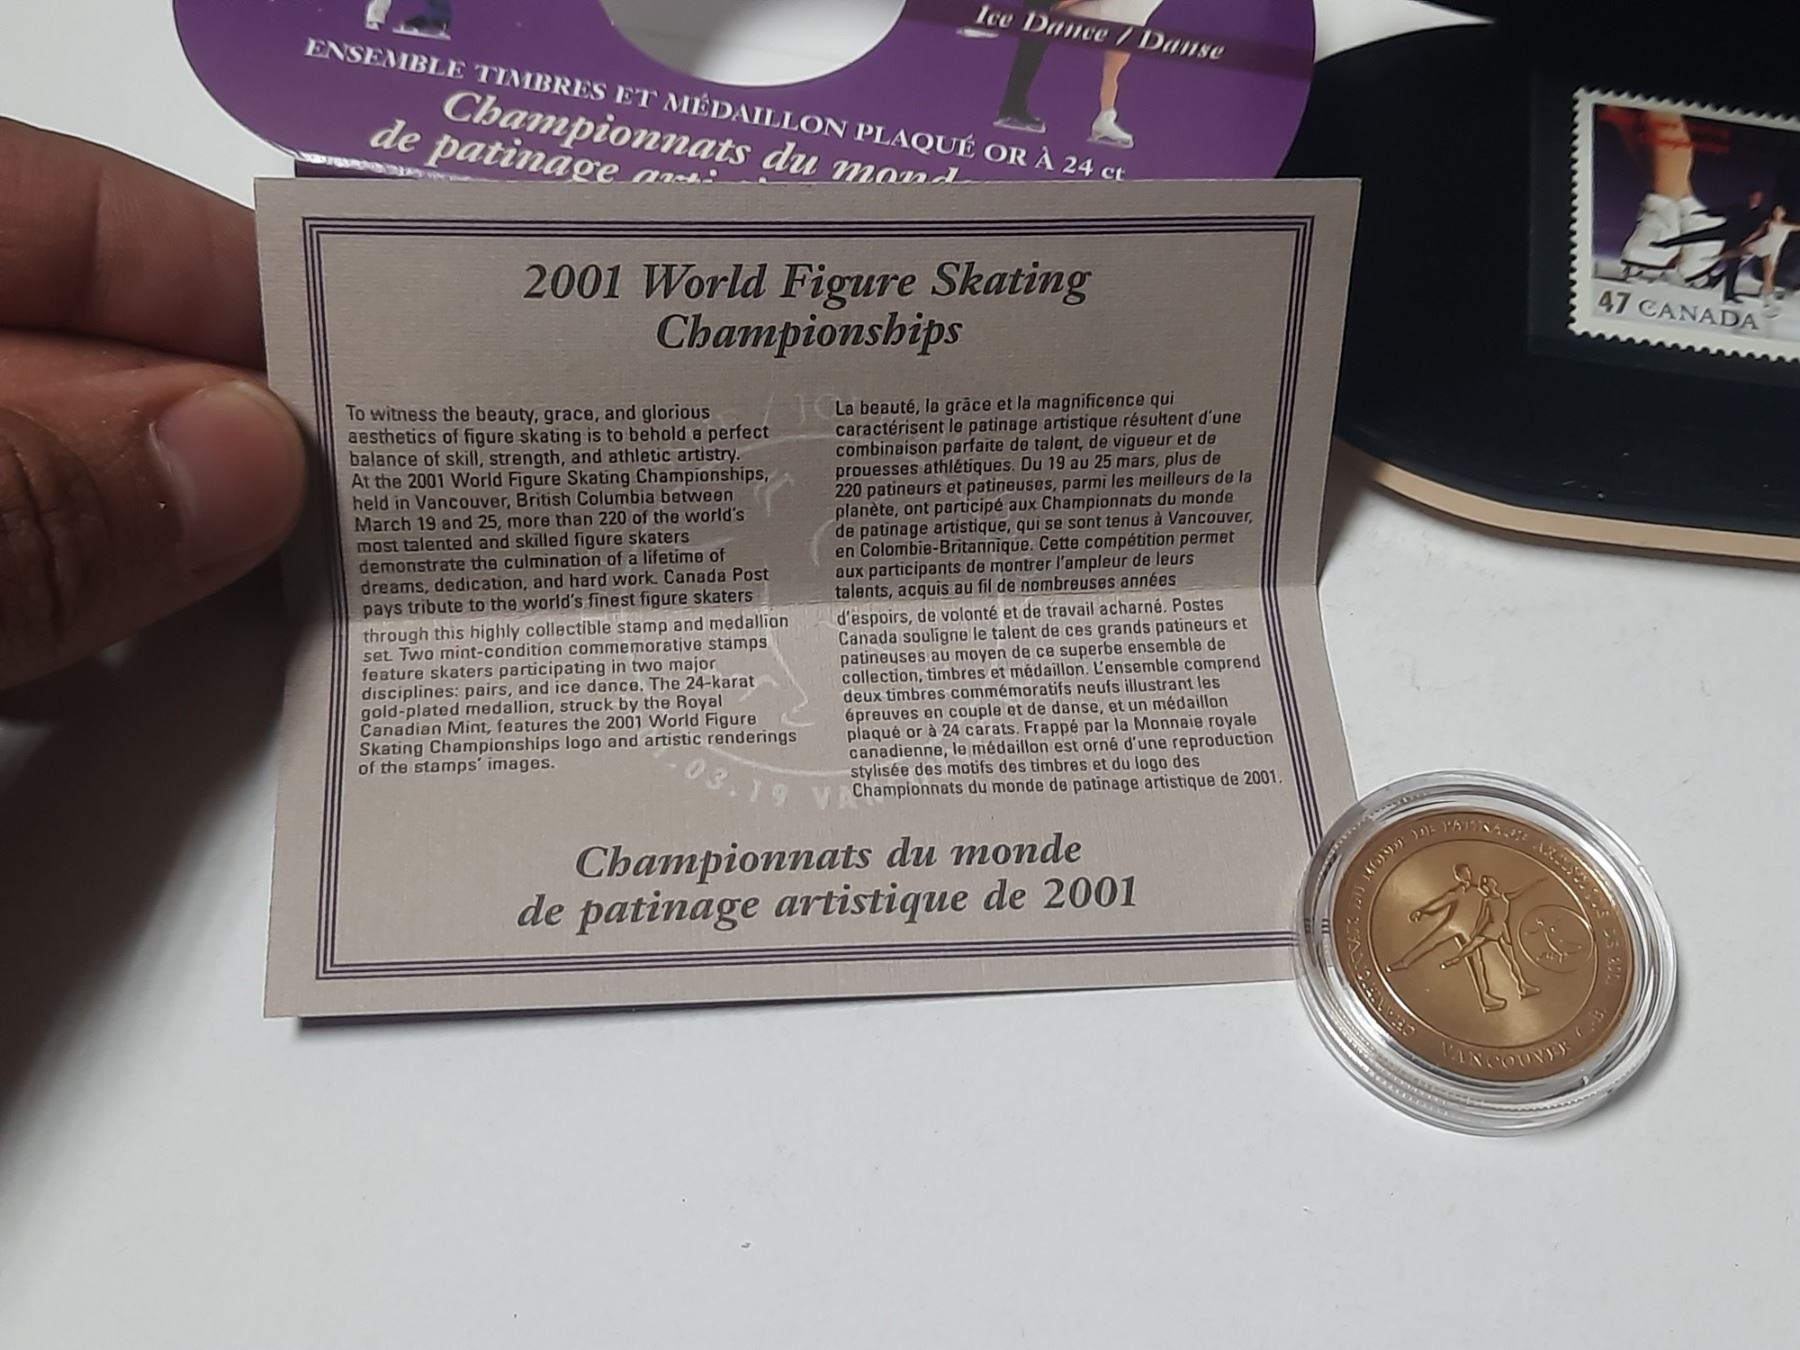 Ice Dance / Danse
ENSEMBLE TIMBRES ET MÉDAILLON PLAQUÉ OR À 24 ct
Championnats du
de patinage
47 CANADA
2001 World Figure Skating
Championships
To witness the beauty, grace, and glorious
aesthetics of figure skating is to behold a perfect
balance of skill, strength, and athletic artistry.
At the 2001 World Figure Skating Championships,
held in Vancouver, British Columbia between
March 19 and 25, more than 220 of the world's
most talented and skilled figure skaters
demonstrate the culmination of a lifetime of
dreams, dedication, and hard work. Canada Post
pays tribute to the world's finest figure skaters
through this highly collectible stamp and medallion
set. Two mint-condition commemorative stamps
feature skaters participating in two major
disciplines: pairs, and ice dance. The 24-karat
gold-plated medallion, struck by the Royal
Canadian Mint, features the 2001 World Figure
Skating Championships logo and artistic renderings
of the stamps' images.
La beauté, la grâce et la magnificence qui
caractérisent le patinage artistique résultent d'une
combinaison parfaite de talent, de vigueur et de
prouesses athlétiques. Du 19 au 25 mars, plus de
220 patineurs et patineuses, parmi les meilleurs de la
planète, ont participé aux Championnats du monde
de patinage artistique, qui se sont tenus à Vancouver,
en Colombie-Britannique. Cette compétition permet
aux participants de montrer l'ampleur de leurs
talents, acquis au fil de nombreuses années
d'espoirs, de volonté et de travail acharné. Postes
Canada souligne le talent de ces grands patineurs et
patineuses au moyen de ce superbe ensemble de
collection, timbres et médaillon. L'ensemble comprend
deux timbres commémoratifs neufs illustrant les
épreuves en couple et de danse, et un médaillon
plaqué or à 24 carats. Frappé par la Monnaie royale
canadienne, le médaillon est orné d'une reproduction
stylisée des motifs des timbres et du logo des
Championnats du monde de patinage artistique de 2001.
.03.19
Championnats du monde
de patinage artistique de 2001
CHAMPIONNATS DU MONDE DE PATINAGE ARTISTIQUE DE 2001
VANCOUVER C.-B.